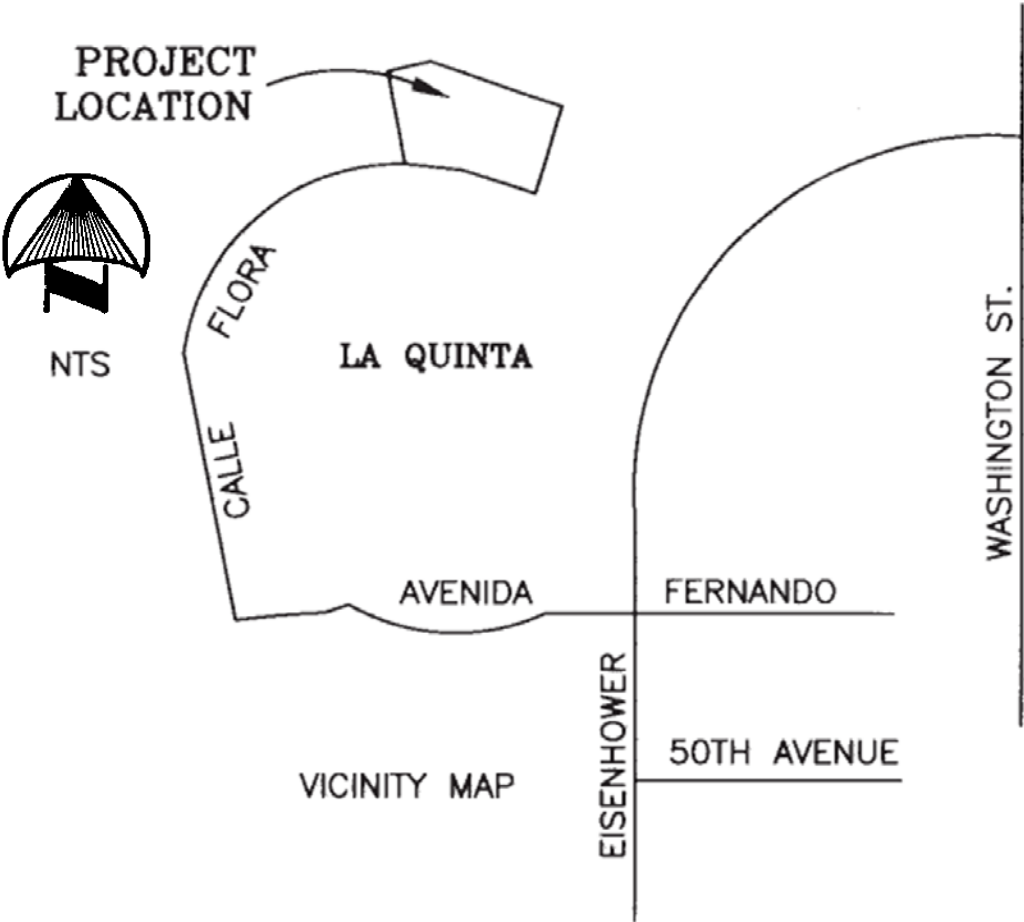 PROJECT
LOCATION
N
NTS
CALLE FLORA
LA QUINTA
WASHINGTON ST.
AVENIDA FERNANDO
EISENHOWER
50TH AVENUE
VICINITY MAP